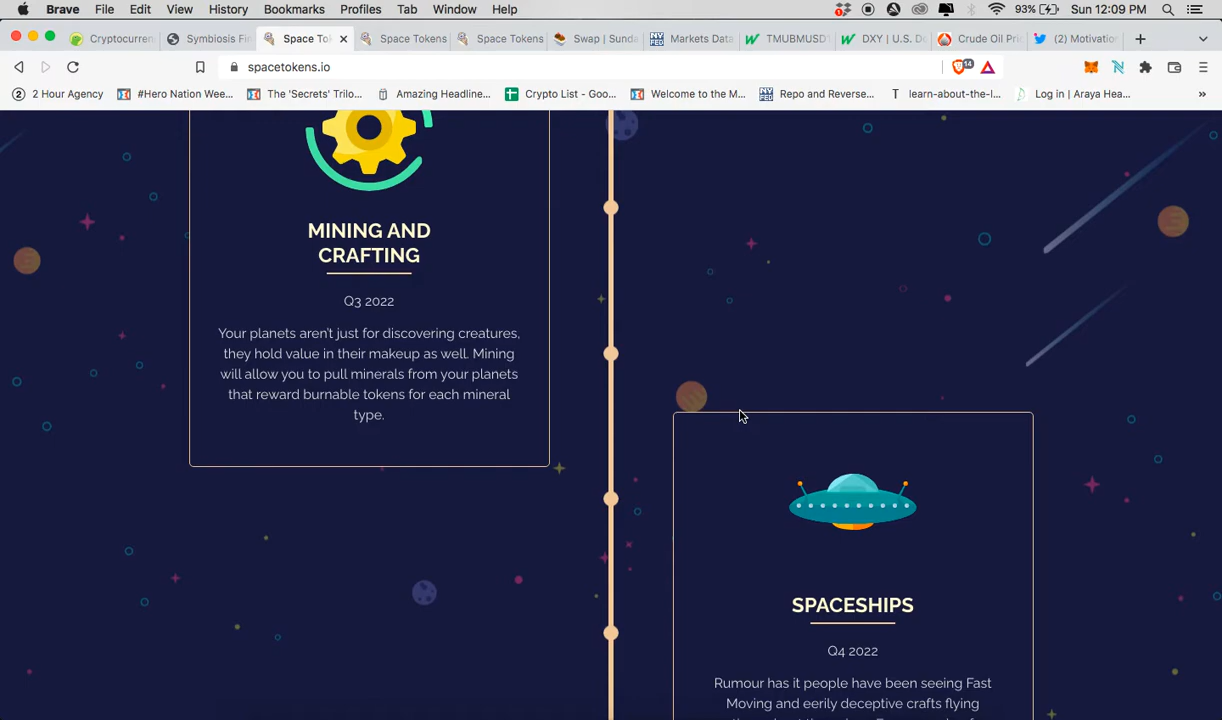 Brave File Edit View History Bookmarks Profiles Tab Window Help 93% Sun 12:09 PM
Cryptocurren Symbiosis Fin Space To Space Tokens Space Tokens Swap | Sunda Markets Data TMUBMUSD1 DXY | U.S. De Crude Oil Pric (2) Motivatio
spacetokens.io 14
2 Hour Agency #Hero Nation Wee... The 'Secrets' Trilo... Amazing Headline... Crypto List - Goo... Welcome to the M... Repo and Reverse... learn-about-the-l... Log in | Araya Hea... »
MINING AND
CRAFTING
Q3 2022
Your planets aren't just for discovering creatures,
they hold value in their makeup as well. Mining
will allow you to pull minerals from your planets
that reward burnable tokens for each mineral
type.
SPACESHIPS
Q4 2022
Rumour has it people have been seeing Fast
Moving and eerily deceptive crafts flying